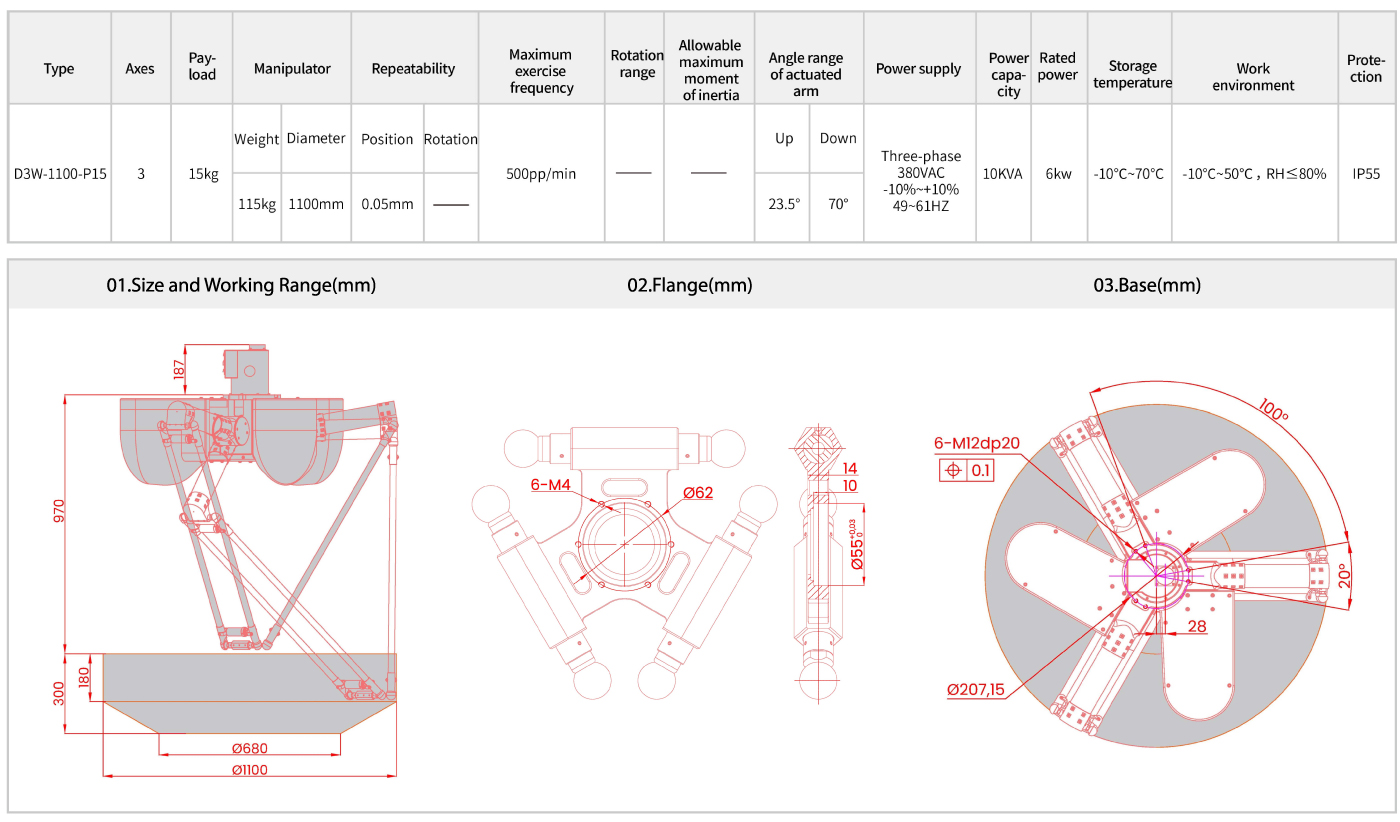 Type
Axes
Pay-
load
Manipulator
Repeatability
Maximum
exercise
frequency
Rotation
range
Allowable
maximum
moment
of inertia
Angle range
of actuated
arm
Power supply
Power
capa-
city
Rated
power
Storage
temperature
Work
environment
Prote-
ction
D3W-1100-P15
3
15kg
Weight
Diameter
Position
Rotation
115kg
1100mm
0.05mm
——
500pp/min
——
——
Up
Down
23.5°
70°
Three-phase
380VAC
-10%~+10%
49~61HZ
10KVA
6kw
-10°C~70°C
-10°C~50°C , RH≤80%
IP55
01.Size and Working Range(mm)
02.Flange(mm)
03.Base(mm)
187
970
300
180
Ø680
Ø1100
6-M4
Ø62
14
10
Ø55 +0,03 0
6-M12dp20
0.1
100°
20°
28
Ø207,15